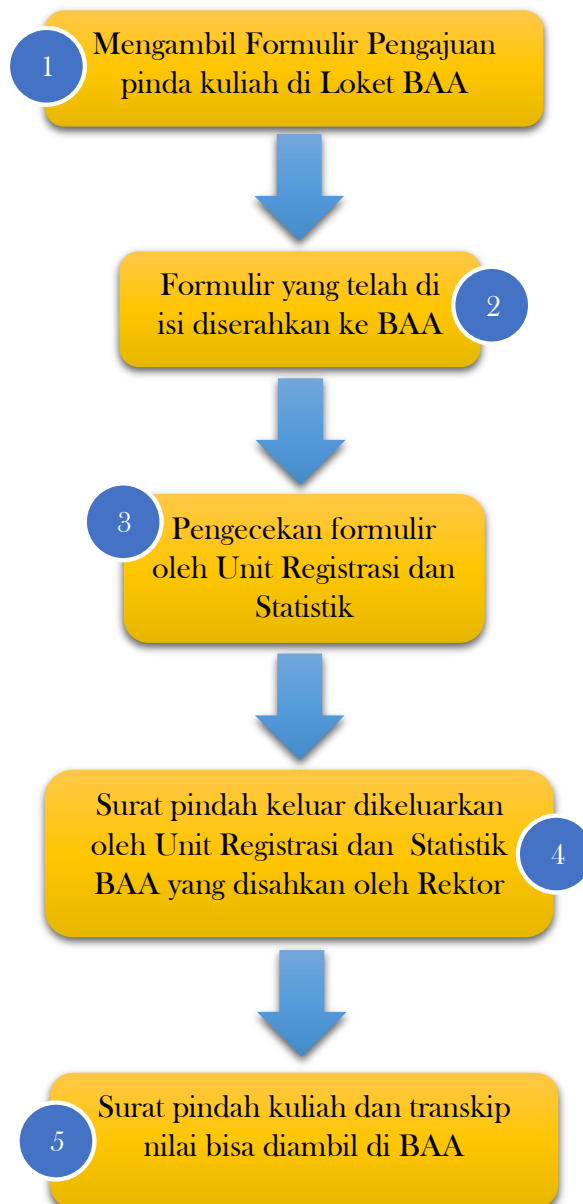 1
Mengambil Formulir Pengajuan
pinda kuliah di Loket BAA
Formulir yang telah di
isi diserahkan ke BAA
2
3
Pengecekan formulir
oleh Unit Registrasi dan
Statistik
Surat pindah keluar dikeluarkan
oleh Unit Registrasi dan Statistik
BAA yang disahkan oleh Rektor
4
Surat pindah kuliah dan transkip
nilai bisa diambil di BAA
5